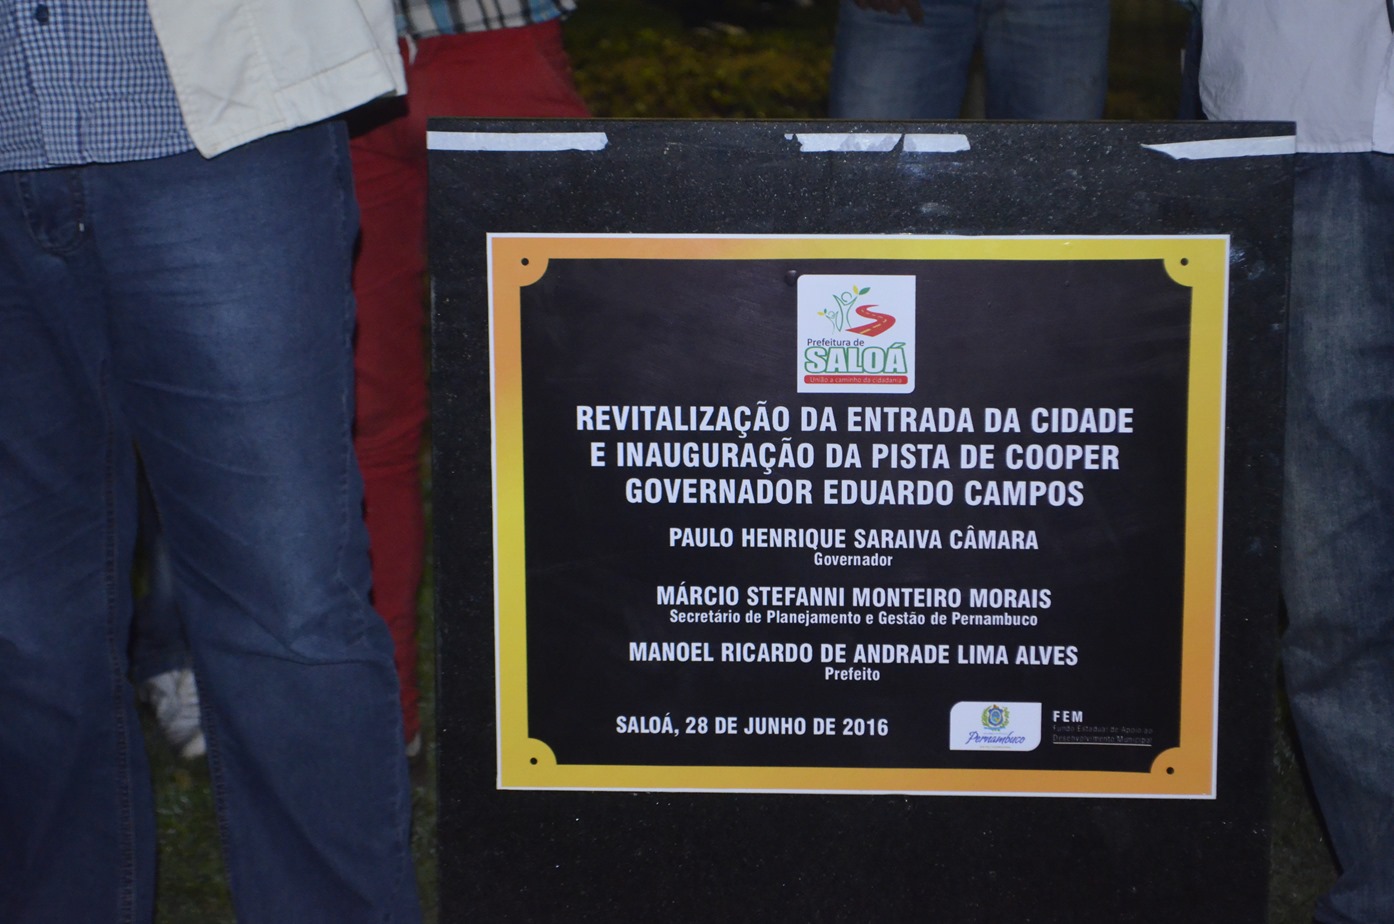 Prefeitura de
SALOÁ
União a caminho da cidadania
REVITALIZAÇÃO DA ENTRADA DA CIDADE
E INAUGURAÇÃO DA PISTA DE COOPER
GOVERNADOR EDUARDO CAMPOS
PAULO HENRIQUE SARAIVA CÂMARA
Governador
MÁRCIO STEFANNI MONTEIRO MORAIS
Secretário de Planejamento e Gestão de Pernambuco
MANOEL RICARDO DE ANDRADE LIMA ALVES
Prefeito
SALOÁ, 28 DE JUNHO DE 2016
Pernambuco
FEM
Fundo Estadual de Apoio ao
Desenvolvimento Municipal